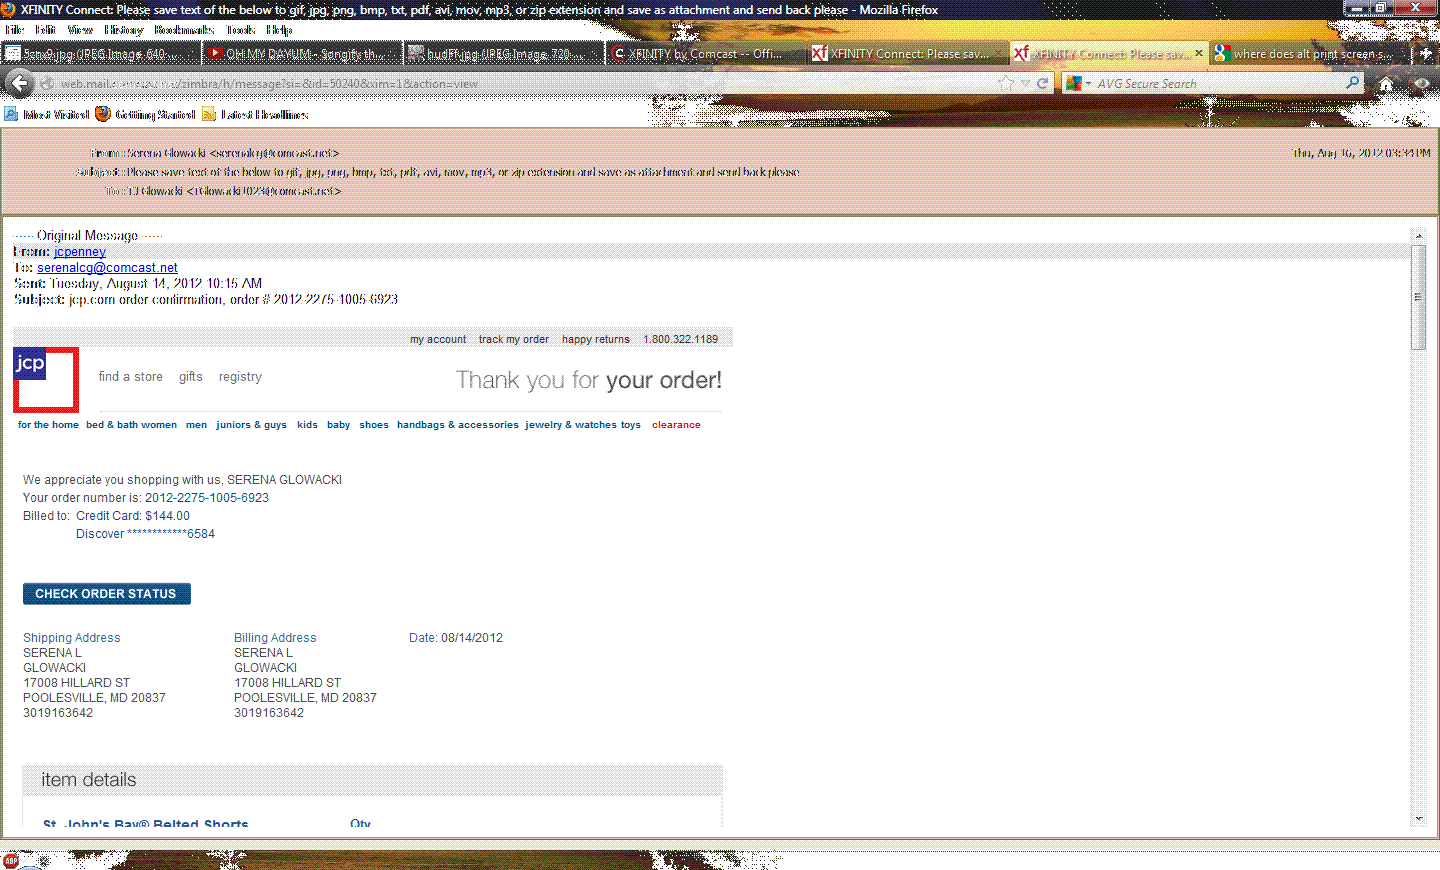 XFINITY Connect: Please save text of the below to gif, jpg, png, bmp, txt, pdf, avi, mov, mp3, or zip extension and save as attachment and send back please - Mozilla Firefox
File Edit View History Bookmarks Tools Help
(JPEG Image, 640... OH MY DAYUM - Songify th... (JPEG Image, 720... XFINITY by Comcast -- Offi... XFINITY Connect: Please sav... XFINITY Connect: Please sav... where does alt print screen s...
/zimbra/h/message?si=&id=50240&vim=1&action=view AVG Secure Search
Most Visited Getting Started Latest Headlines
From: Serena Glowacki <serenalcg@comcast.net> Thu, Aug 16, 2012 03:34 PM
Subject: Please save text of the below to gif, jpg, png, bmp, txt, pdf, avi, mov, mp3, or zip extension and save as attachment and send back please
To: TJ Glowacki <TGlowacki1023@comcast.net>
----- Original Message -----
From: jcpenney
To: serenalcg@comcast.net
Sent: Tuesday, August 14, 2012 10:15 AM
Subject: jcp.com order confirmation, order # 2012-2275-1005-6923
my account track my order happy returns 1.800.322.1189
jcp
find a store gifts registry Thank you for your order!
for the home bed & bath women men juniors & guys kids baby shoes handbags & accessories jewelry & watches toys clearance
We appreciate you shopping with us, SERENA GLOWACKI
Your order number is: 2012-2275-1005-6923
Billed to: Credit Card: $144.00
Discover ************6584
CHECK ORDER STATUS
Shipping Address Billing Address Date: 08/14/2012
SERENA L SERENA L
GLOWACKI GLOWACKI
17008 HILLARD ST 17008 HILLARD ST
POOLESVILLE, MD 20837 POOLESVILLE, MD 20837
3019163642 3019163642
item details
St. John's Bay® Belted Shorts Qty
ABP